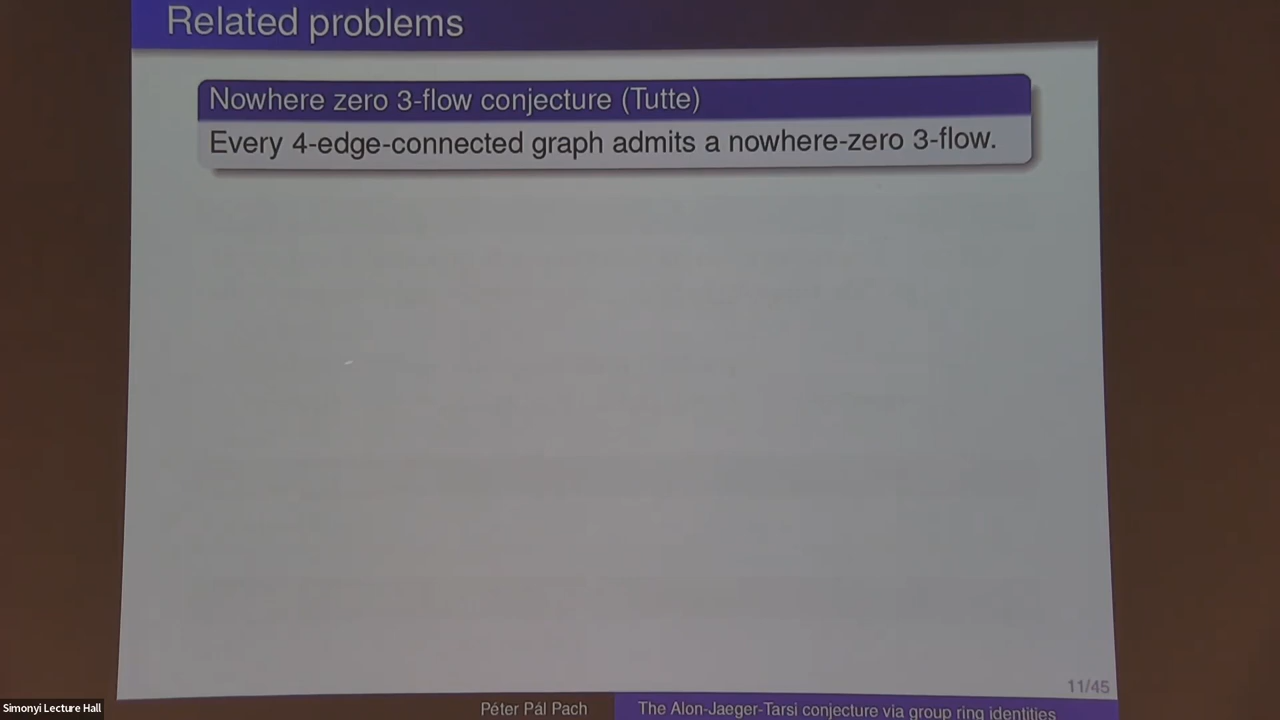 Related problems
Nowhere zero 3-flow conjecture (Tutte)
Every 4-edge-connected graph admits a nowhere-zero 3-flow.
11/45
Simonyi Lecture Hall
Péter Pál Pach
The Alon-Jaeger-Tarsi conjecture via group ring identities